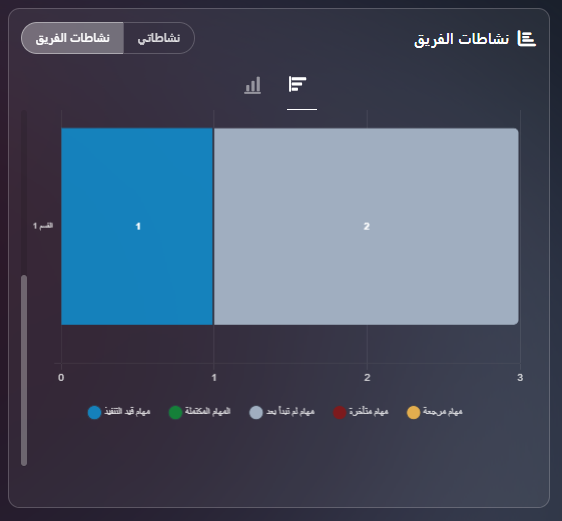 نشاطات الفريق
نشاطاتي
نشاطات الفريق
القسم 1
1
2
0
1
2
3
مهام قيد التنفيذ
المهام المكتملة
مهام لم تبدأ بعد
مهام متأخرة
مهام مرجعة